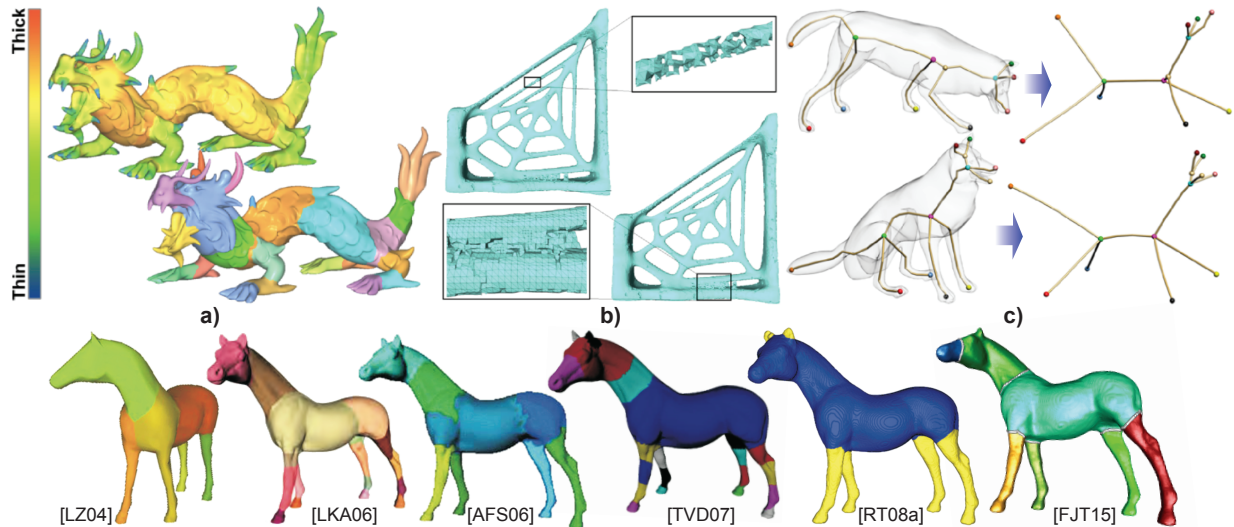 Thick
Thin
a)
b)
c)
[LZ04]
[LKA06]
[AFS06]
[TVD07]
[RT08a]
[FJT15]